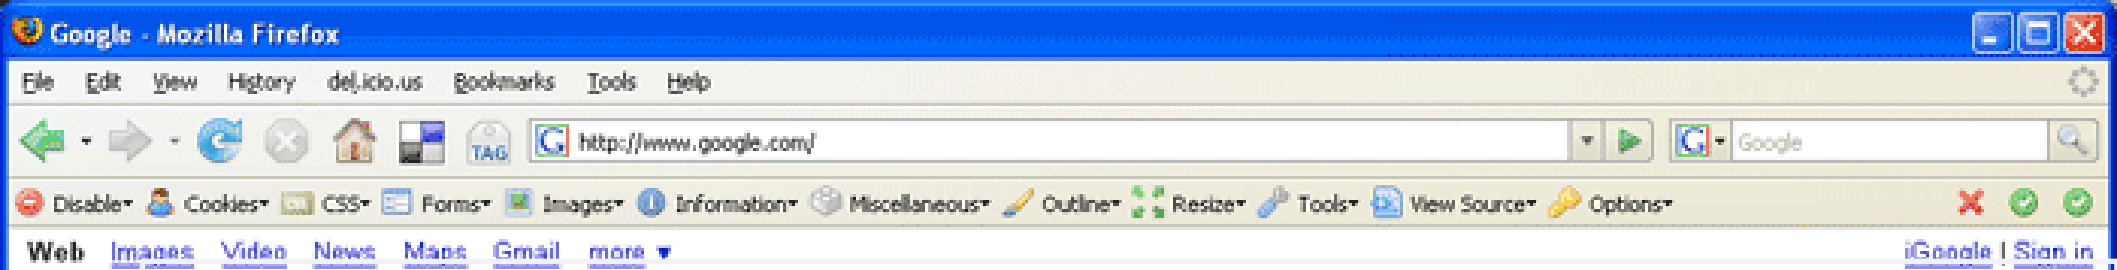 Google - Mozilla Firefox
File Edit View History del.icio.us Bookmarks Tools Help
TAG G http://www.google.com/ G Google
Disable Cookies CSS Forms Images Information Miscellaneous Outline Resize Tools View Source Options
Web Images Video News Maps Gmail more iGoogle | Sign in